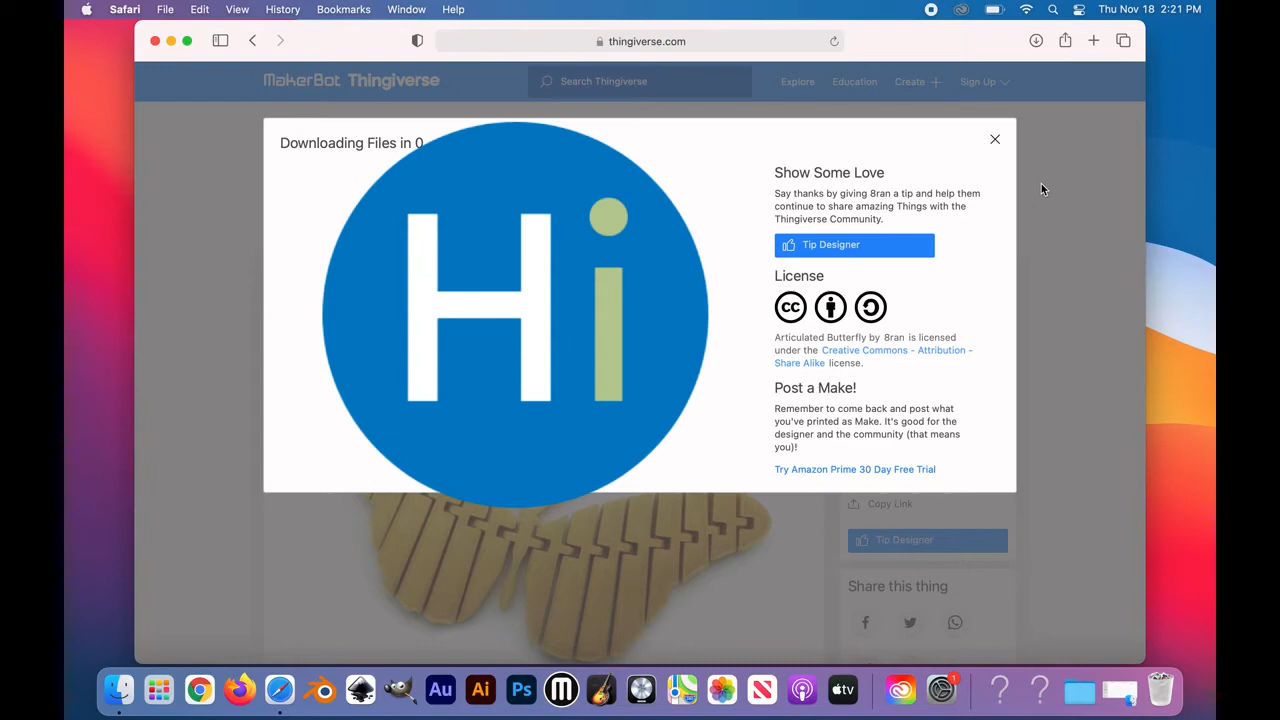 Safari File Edit View History Bookmarks Window Help Thu Nov 18 2:21 PM
thingiverse.com
MakerBot Thingiverse Search Thingiverse Explore Education Create Sign Up
Downloading Files in 0
Hi
Show Some Love
Say thanks by giving 8ran a tip and help them
continue to share amazing Things with the
Thingiverse Community.
Tip Designer
License
cc
Articulated Butterfly by 8ran is licensed
under the Creative Commons - Attribution -
Share Alike license.
Post a Make!
Remember to come back and post what
you've printed as Make. It's good for the
designer and the community (that means
you)!
Try Amazon Prime 30 Day Free Trial
Copy Link
Tip Designer
Share this thing
Au Ai Ps tv 1 ? ?